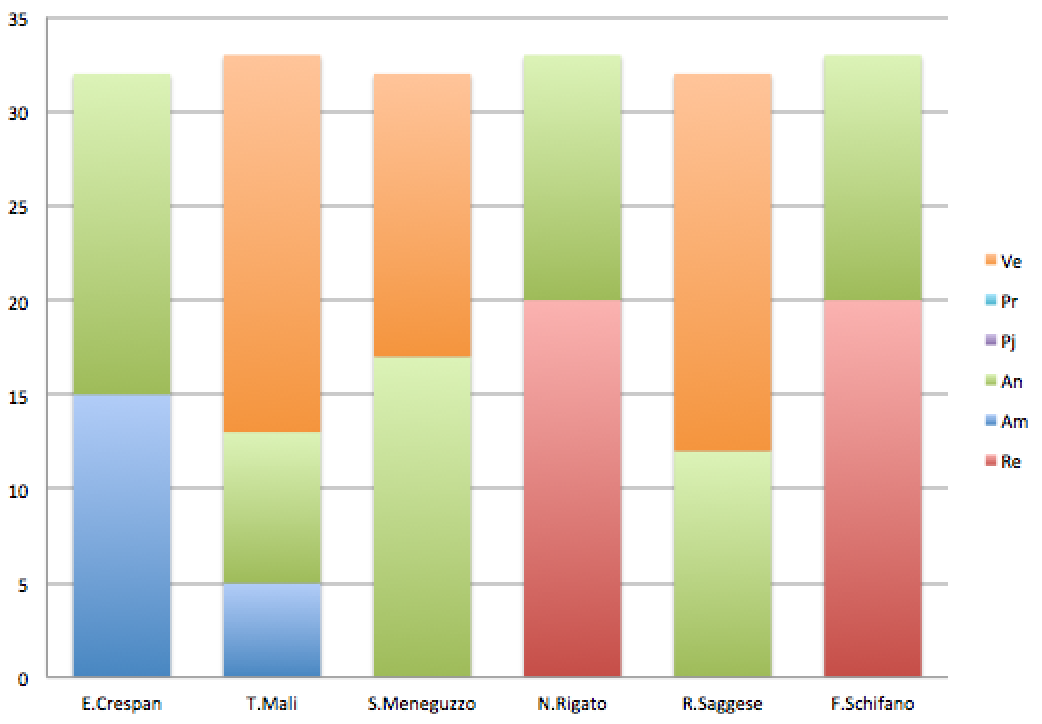 35
30
25
20
15
10
5
0
E.Crespan T.Mali S.Meneguzzo N.Rigato R.Saggese F.Schifano
Ve
Pr
Pj
An
Am
Re